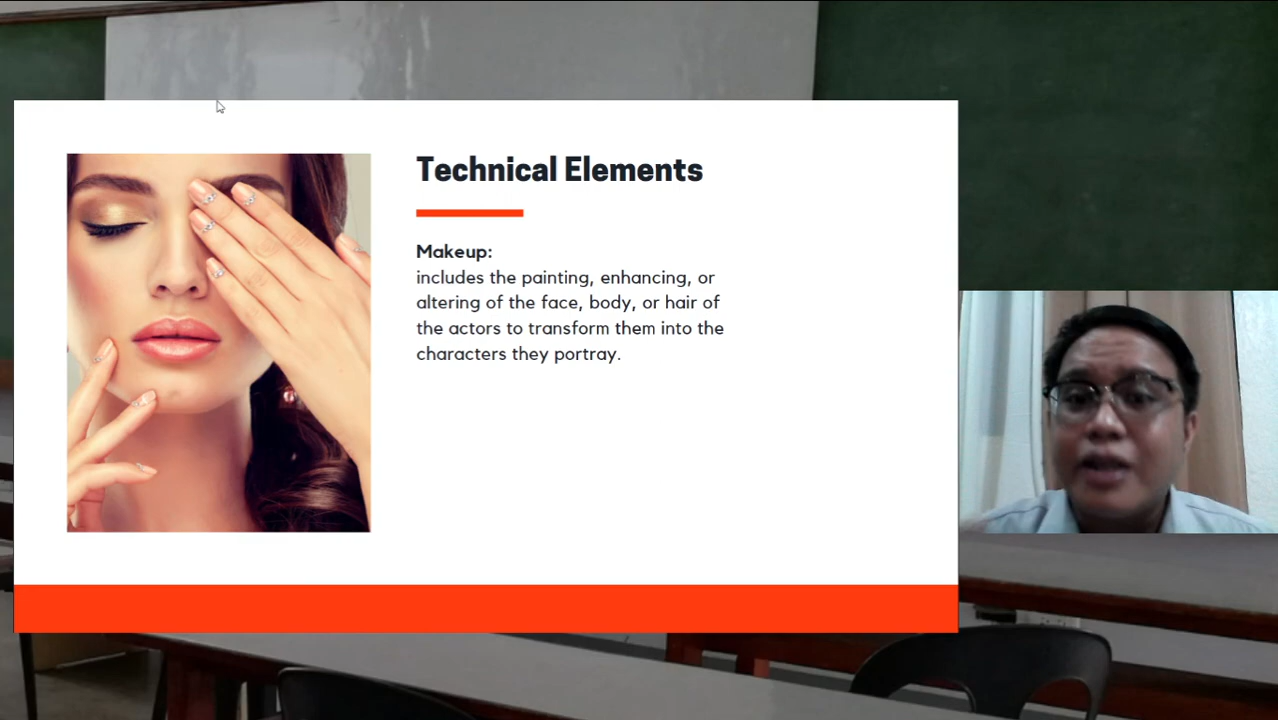 Technical Elements
Makeup:
includes the painting, enhancing, or
altering of the face, body, or hair of
the actors to transform them into the
characters they portray.